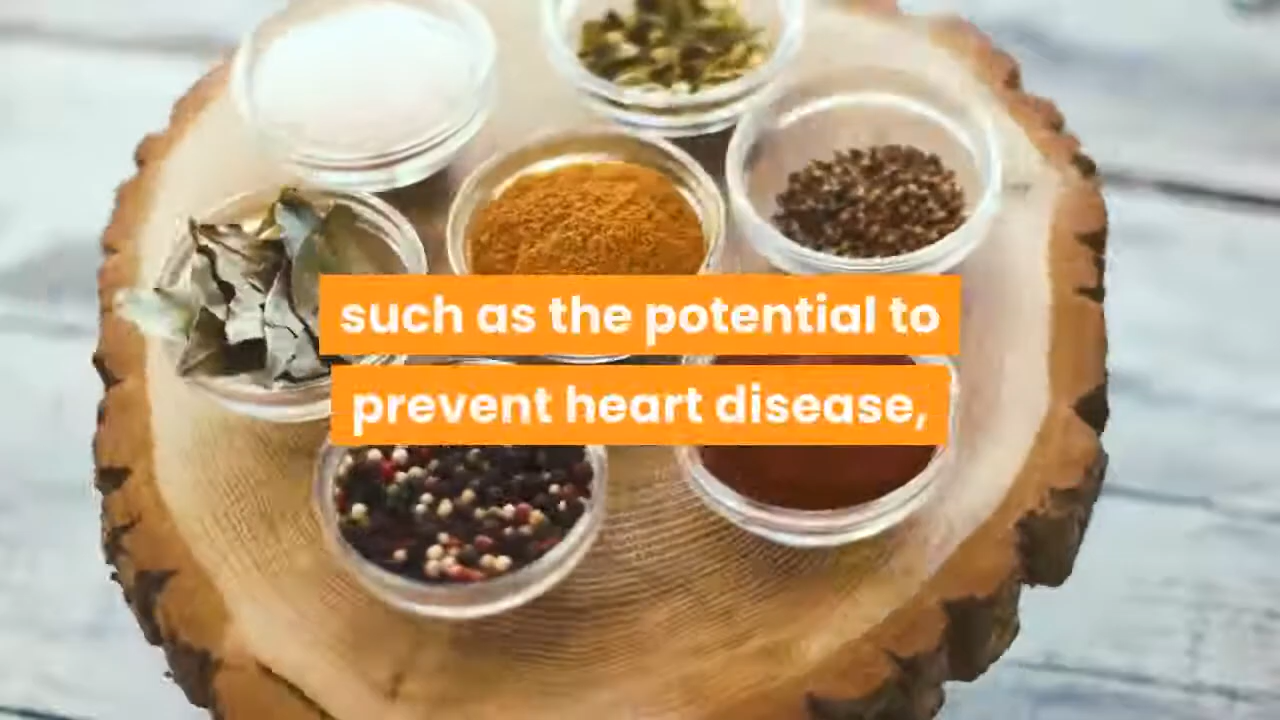 such as the potential to
prevent heart disease,